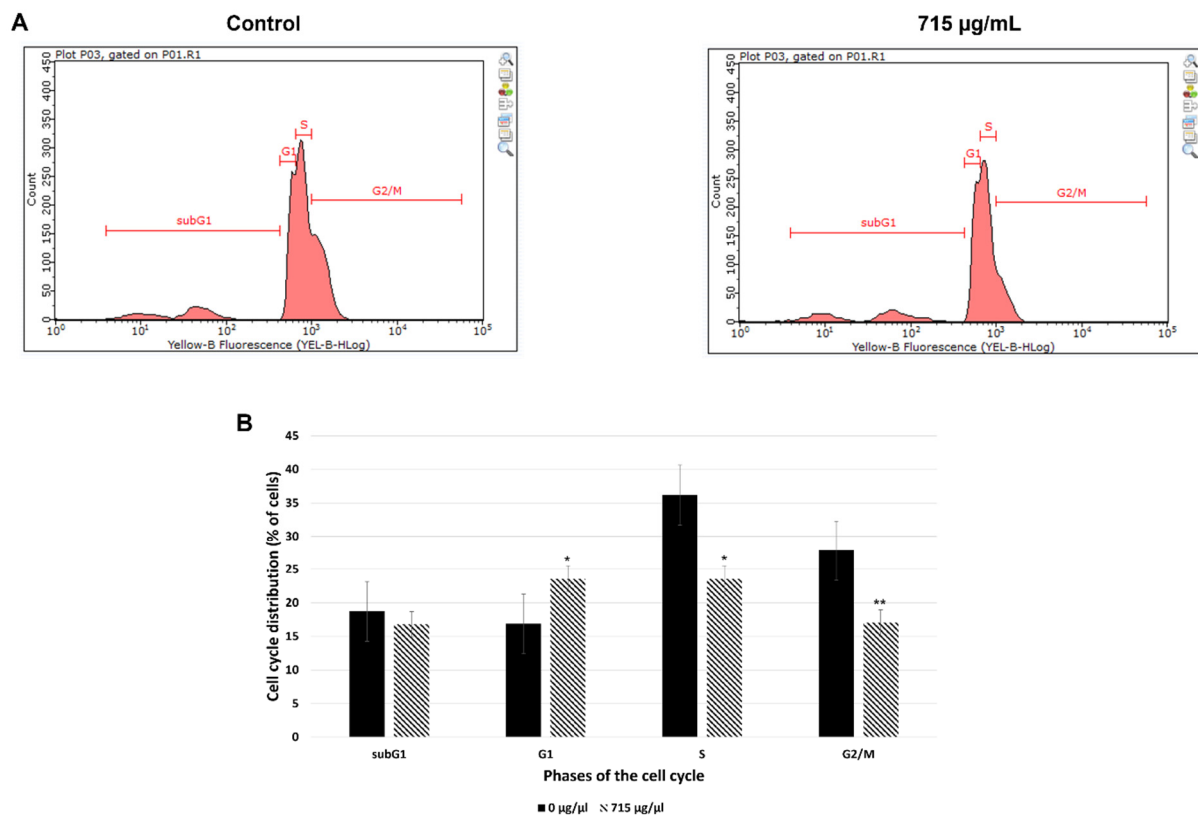 A
Control
715 µg/mL
Plot P03, gated on P01.R1
Count
0 50 100 150 200 250 300 350 400 450
subG1
G1
S
G2/M
10⁰ 10¹ 10² 10³ 10⁴ 10⁵
Yellow-B Fluorescence (YEL-B-HLog)
Plot P03, gated on P01.R1
Count
0 50 100 150 200 250 300 350 400 450
subG1
G1
S
G2/M
10⁰ 10¹ 10² 10³ 10⁴ 10⁵
Yellow-B Fluorescence (YEL-B-HLog)
B
Cell cycle distribution (% of cells)
45
40
35
30
25
20
15
10
5
0
*
*
**
subG1 G1 S G2/M
Phases of the cell cycle
0 µg/µl 715 µg/µl